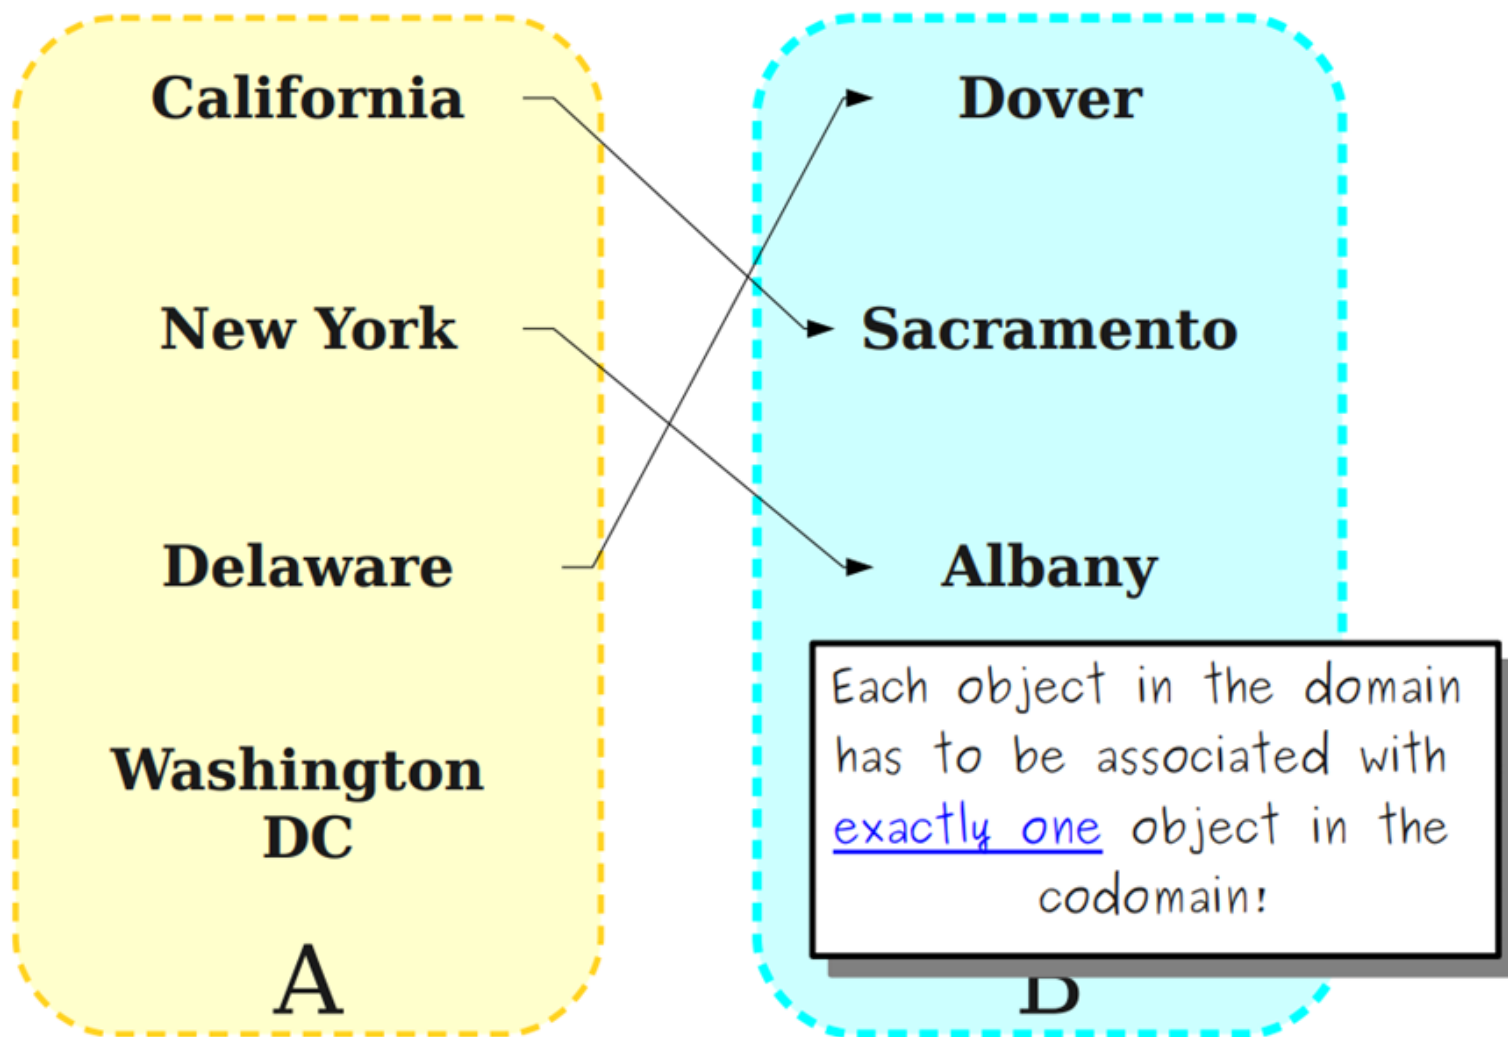 California
Dover
New York
Sacramento
Delaware
Albany
Washington
DC
Each object in the domain
has to be associated with
exactly one object in the
codomain!
A
B